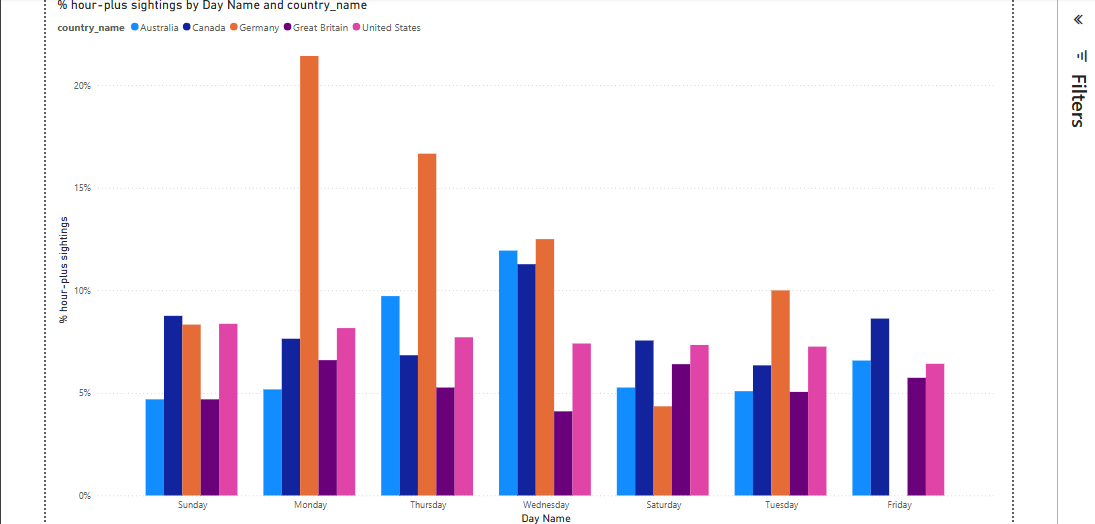 % hour-plus sightings by Day Name and country_name
country_name Australia Canada Germany Great Britain United States
20%
15%
10%
5%
0%
% hour-plus sightings
Sunday Monday Thursday Wednesday Saturday Tuesday Friday
Day Name
Filters